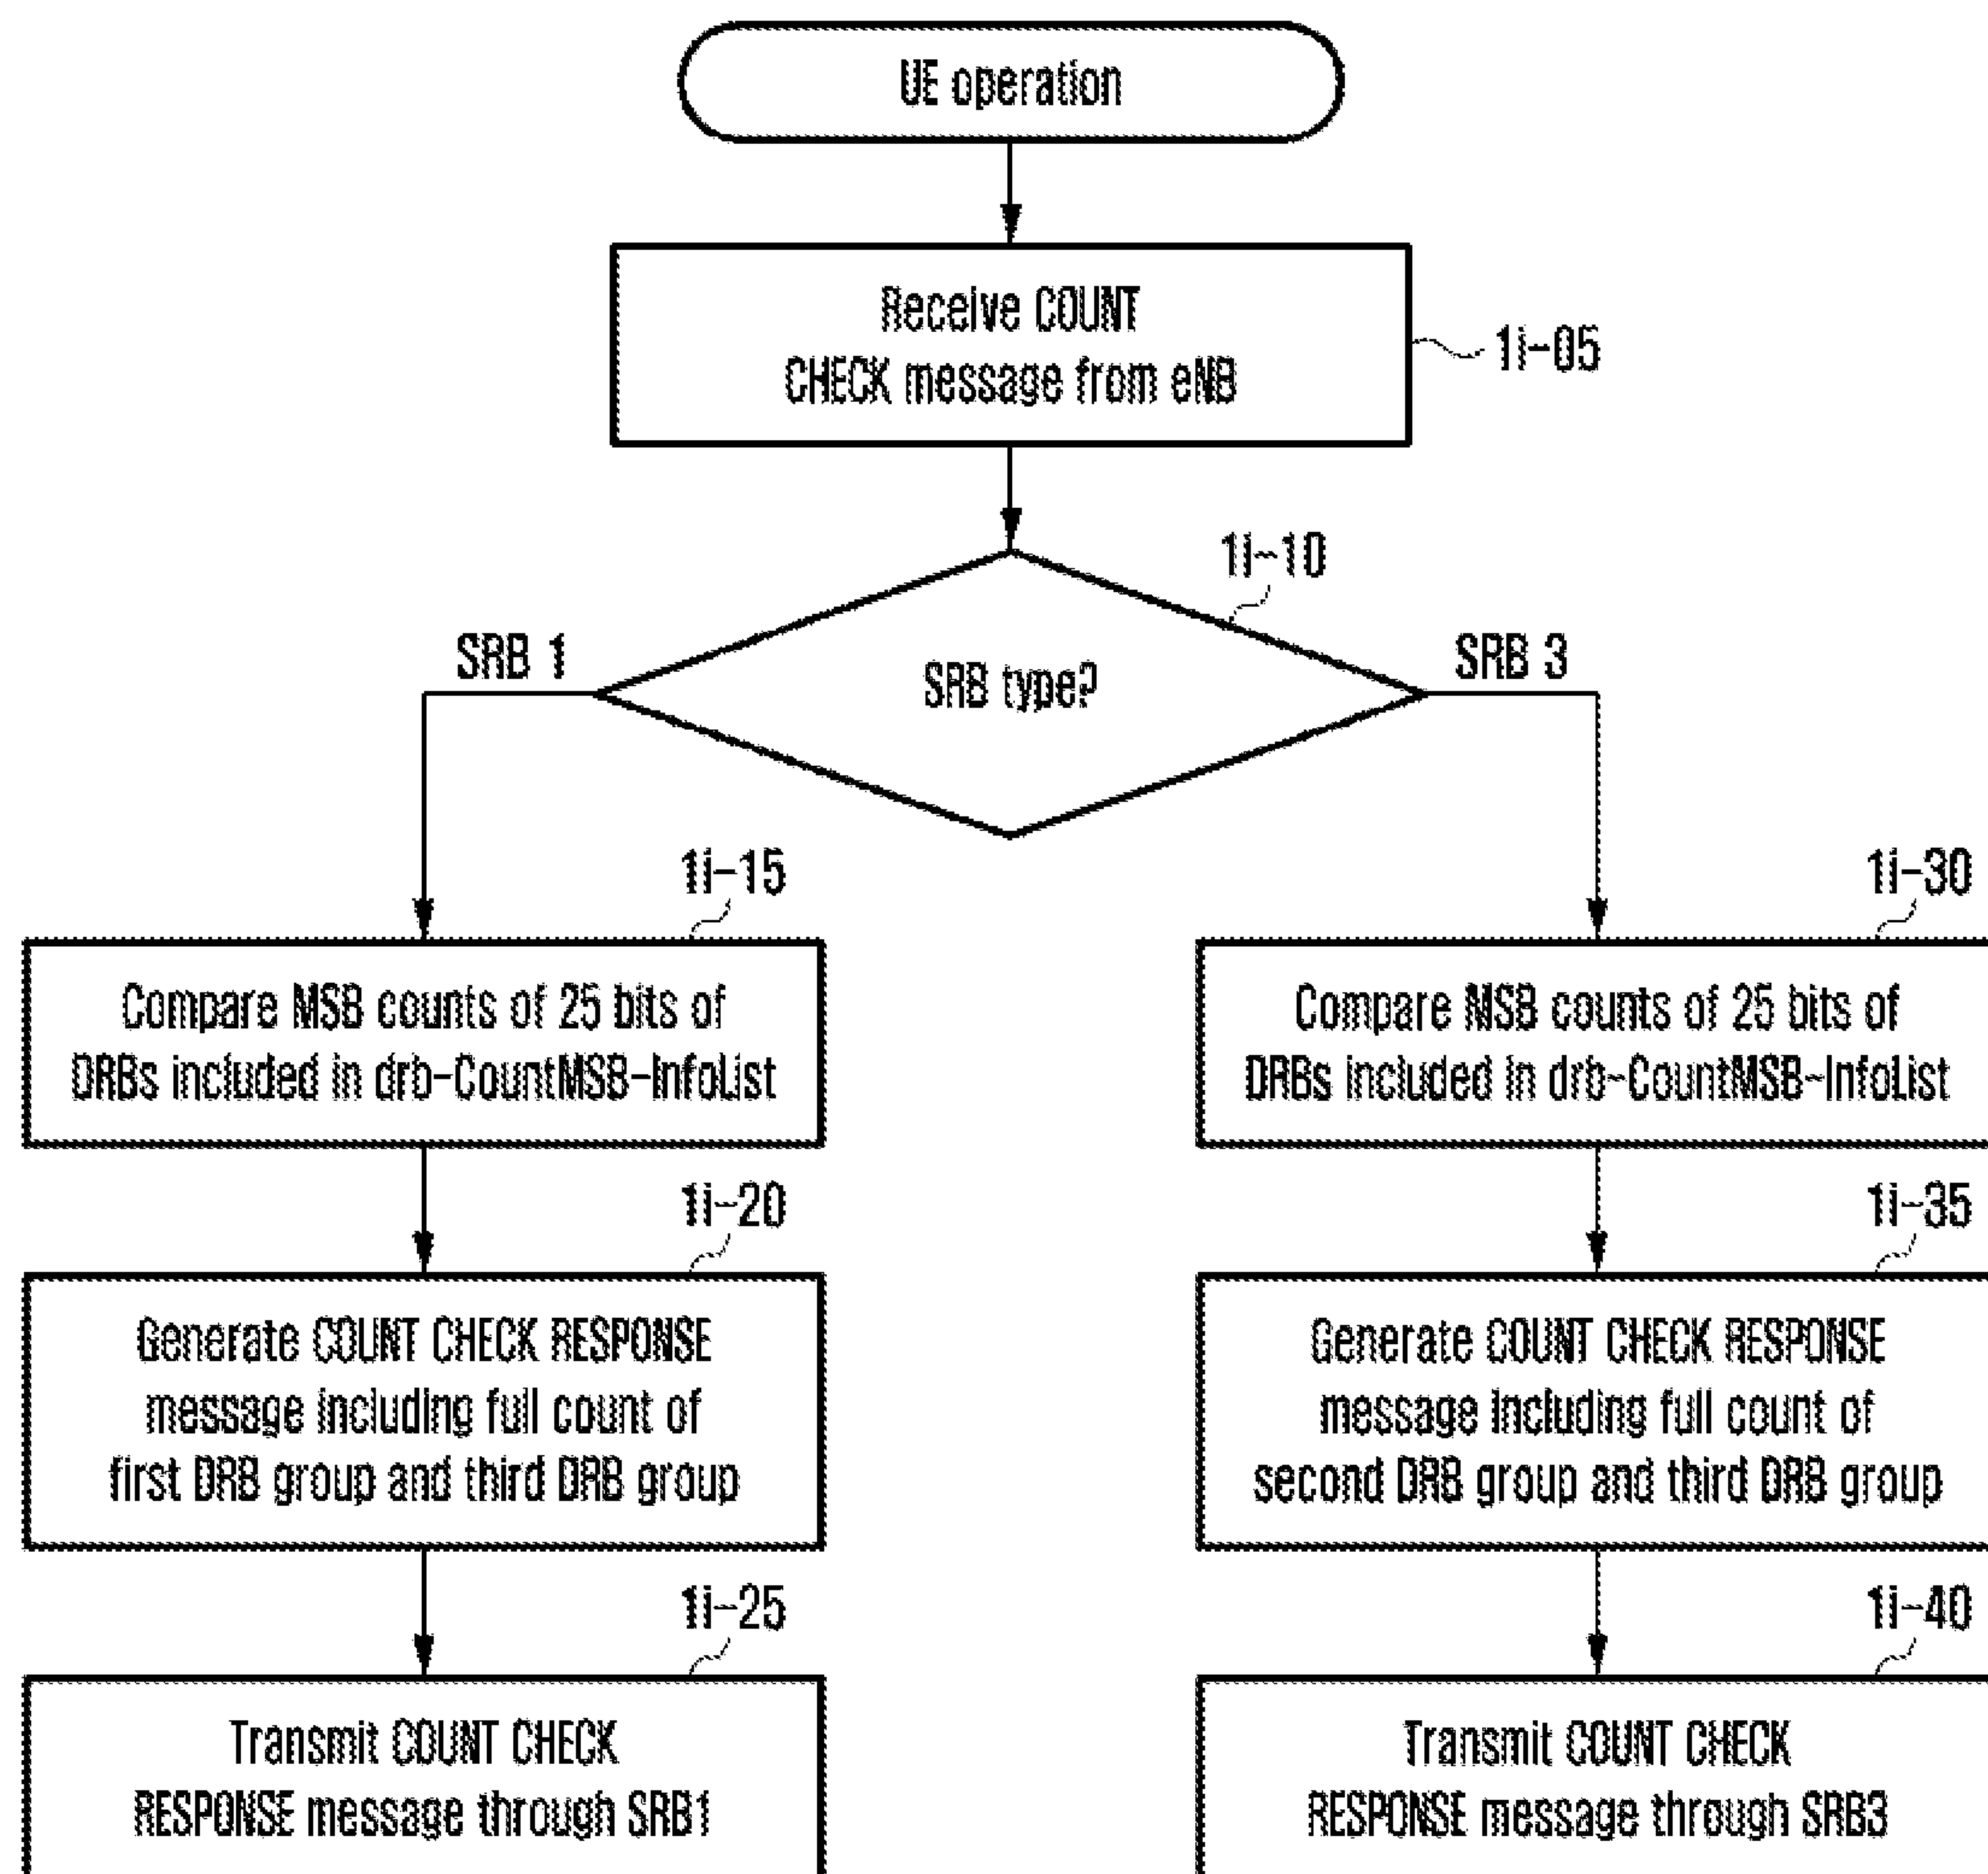 UE operation
Receive COUNT
CHECK message from eNB
1i-05
1i-10
SRB 1
SRB type?
SRB 3
1i-15
Compare MSB counts of 25 bits of
DRBs included in drb-CountMSB-InfoList
1i-20
Generate COUNT CHECK RESPONSE
message including full count of
first DRB group and third DRB group
1i-25
Transmit COUNT CHECK
RESPONSE message through SRB1
1i-30
Compare MSB counts of 25 bits of
DRBs included in drb-CountMSB-InfoList
1i-35
Generate COUNT CHECK RESPONSE
message including full count of
second DRB group and third DRB group
1i-40
Transmit COUNT CHECK
RESPONSE message through SRB3